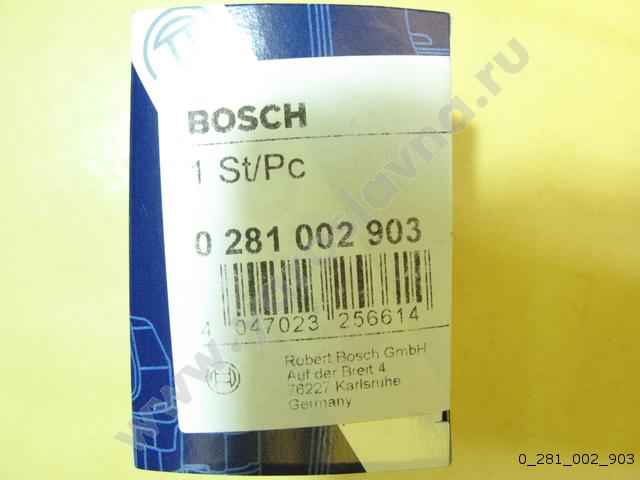 BOSCH
1 St/Pc
0 281 002 903
4 047023 256614
Robert Bosch GmbH
Auf der Breit 4
76227 Karlsruhe
Germany
0_281_002_903